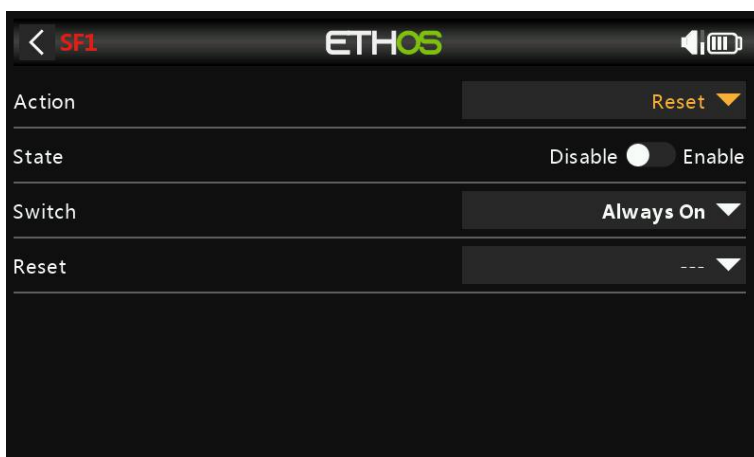 SF1 ETHOS
Action Reset
State Disable Enable
Switch Always On
Reset ---